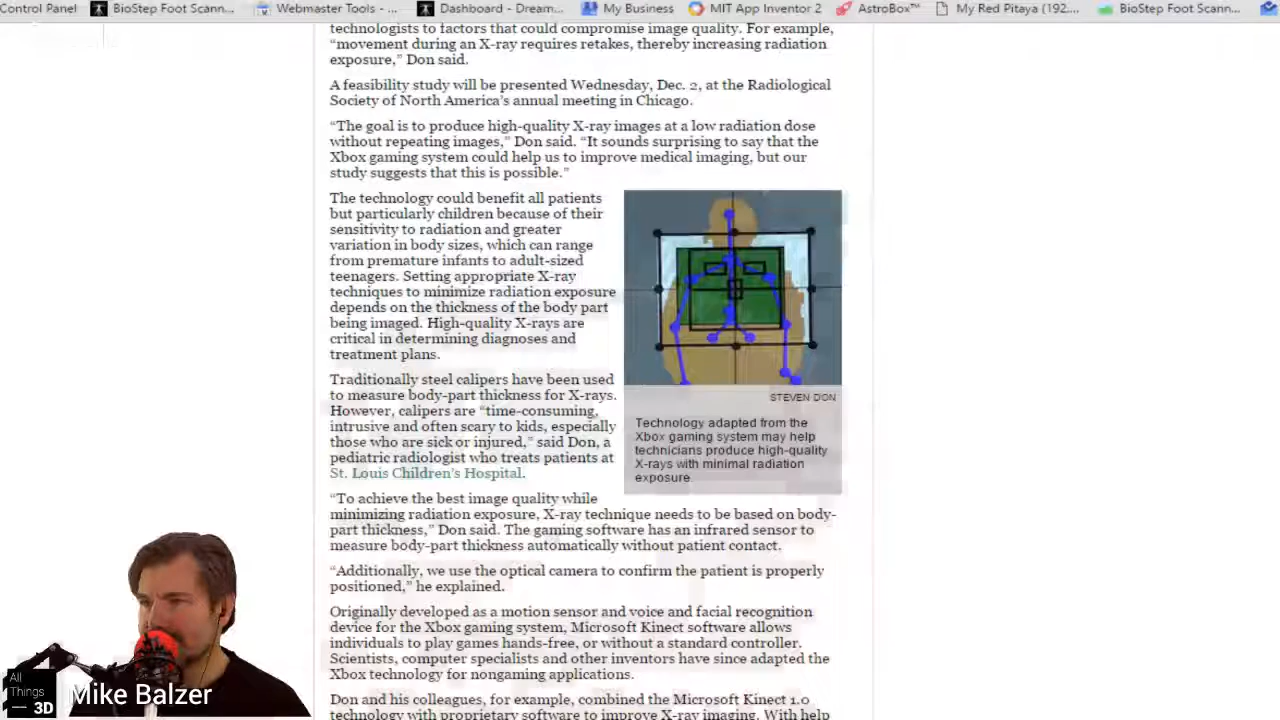 Control Panel
BioStep Foot Scann...
Webmaster Tools - ...
Dashboard - Dream...
My Business
MIT App Inventor 2
AstroBox™
My Red Pitaya (192....
BioStep Foot Scann...
technologists to factors that could compromise image quality. For example,
“movement during an X-ray requires retakes, thereby increasing radiation
exposure,” Don said.
A feasibility study will be presented Wednesday, Dec. 2, at the Radiological
Society of North America’s annual meeting in Chicago.
“The goal is to produce high-quality X-ray images at a low radiation dose
without repeating images,” Don said. “It sounds surprising to say that the
Xbox gaming system could help us to improve medical imaging, but our
study suggests that this is possible.”
The technology could benefit all patients
but particularly children because of their
sensitivity to radiation and greater
variation in body sizes, which can range
from premature infants to adult-sized
teenagers. Setting appropriate X-ray
techniques to minimize radiation exposure
depends on the thickness of the body part
being imaged. High-quality X-rays are
critical in determining diagnoses and
treatment plans.
STEVEN DON
Technology adapted from the
Xbox gaming system may help
technicians produce high-quality
X-rays with minimal radiation
exposure.
Traditionally steel calipers have been used
to measure body-part thickness for X-rays.
However, calipers are “time-consuming,
intrusive and often scary to kids, especially
those who are sick or injured,” said Don, a
pediatric radiologist who treats patients at
St. Louis Children’s Hospital.
“To achieve the best image quality while
minimizing radiation exposure, X-ray technique needs to be based on body-
part thickness,” Don said. The gaming software has an infrared sensor to
measure body-part thickness automatically without patient contact.
“Additionally, we use the optical camera to confirm the patient is properly
positioned,” he explained.
Originally developed as a motion sensor and voice and facial recognition
device for the Xbox gaming system, Microsoft Kinect software allows
individuals to play games hands-free, or without a standard controller.
Scientists, computer specialists and other inventors have since adapted the
Xbox technology for nongaming applications.
Don and his colleagues, for example, combined the Microsoft Kinect 1.0
technology with proprietary software to improve X-ray imaging. With help
All
Things
— 3D
Mike Balzer